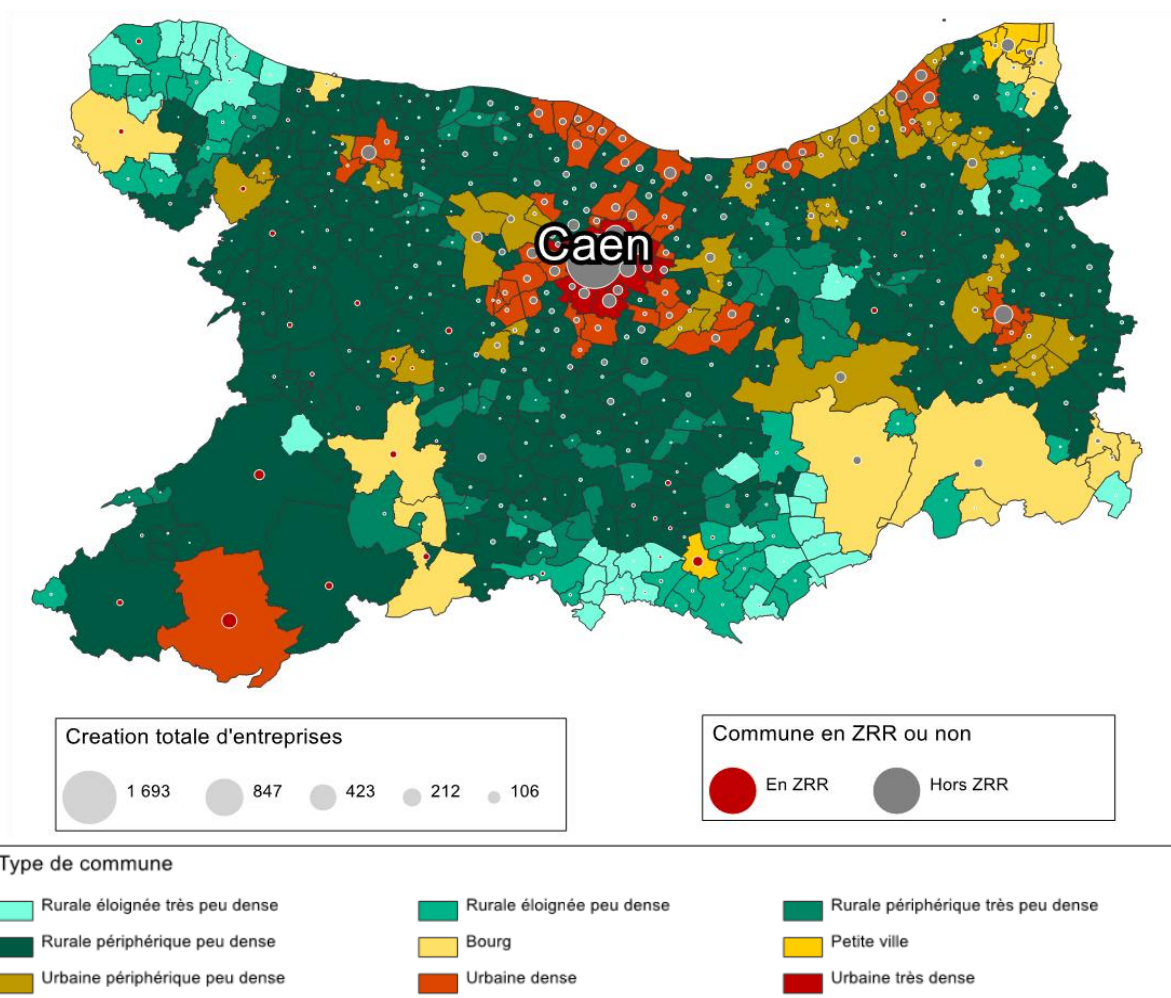 Caen
Creation totale d'entreprises
1 693
847
423
212
106
Commune en ZRR ou non
En ZRR
Hors ZRR
Type de commune
Rurale éloignée très peu dense
Rurale éloignée peu dense
Rurale périphérique très peu dense
Rurale périphérique peu dense
Bourg
Petite ville
Urbaine périphérique peu dense
Urbaine dense
Urbaine très dense